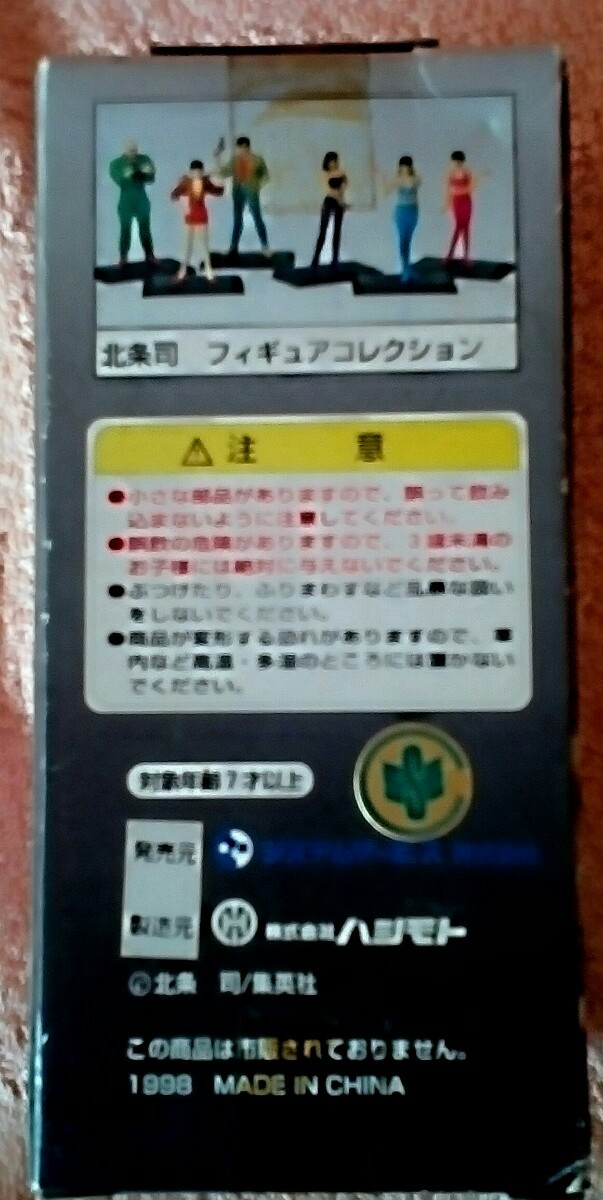 北条司 フィギュアコレクション
⚠注 意
●小さな部品がありますので、誤って飲み
込まないように注意してください。
●誤飲の危険がありますので、3歳未満の
お子様には絶対に与えないでください。
●ぶつけたり、ふりまわすなど乱暴な扱い
をしないでください。
●商品が変形する恐れがありますので、車
内など高温・多湿のところには置かない
でください。
対象年齢7才以上
発売元
製造元 株式会社ハシモト
©北条 司/集英社
この商品は市販されておりません。
1998 MADE IN CHINA